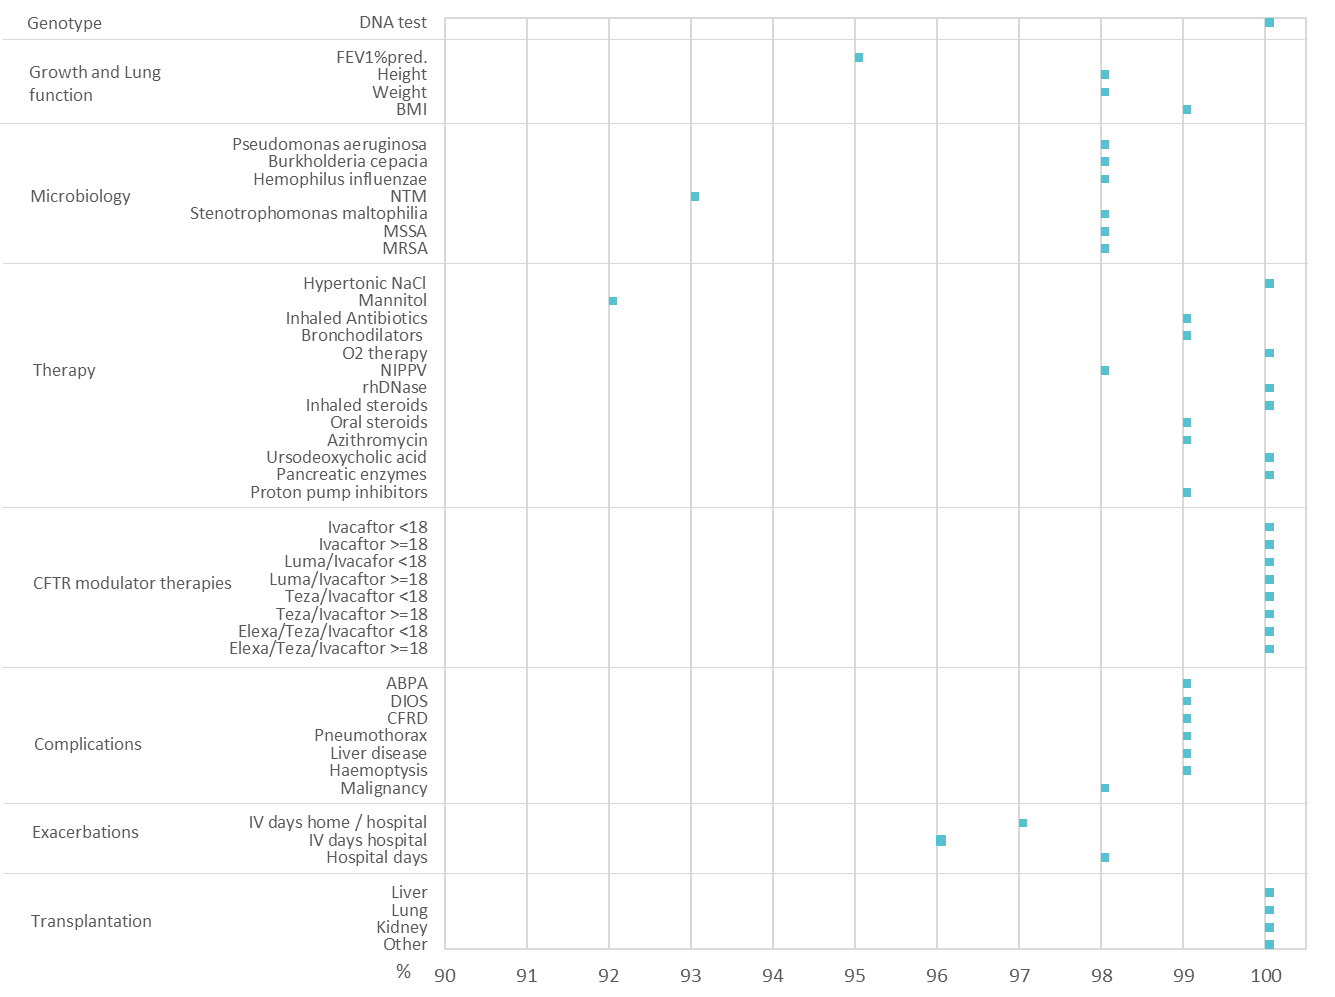 Genotype
DNA test
Growth and Lung
function
FEV1%pred.
Height
Weight
BMI
Microbiology
Pseudomonas aeruginosa
Burkholderia cepacia
Hemophilus influenzae
NTM
Stenotrophomonas maltophilia
MSSA
MRSA
Therapy
Hypertonic NaCl
Mannitol
Inhaled Antibiotics
Bronchodilators
O2 therapy
NIPPV
rhDNase
Inhaled steroids
Oral steroids
Azithromycin
Ursodeoxycholic acid
Pancreatic enzymes
Proton pump inhibitors
CFTR modulator therapies
Ivacaftor <18
Ivacaftor >=18
Luma/Ivacafor <18
Luma/Ivacaftor >=18
Teza/Ivacaftor <18
Teza/Ivacaftor >=18
Elexa/Teza/Ivacaftor <18
Elexa/Teza/Ivacaftor >=18
Complications
ABPA
DIOS
CFRD
Pneumothorax
Liver disease
Haemoptysis
Malignancy
Exacerbations
IV days home / hospital
IV days hospital
Hospital days
Transplantation
Liver
Lung
Kidney
Other
% 90 91 92 93 94 95 96 97 98 99 100